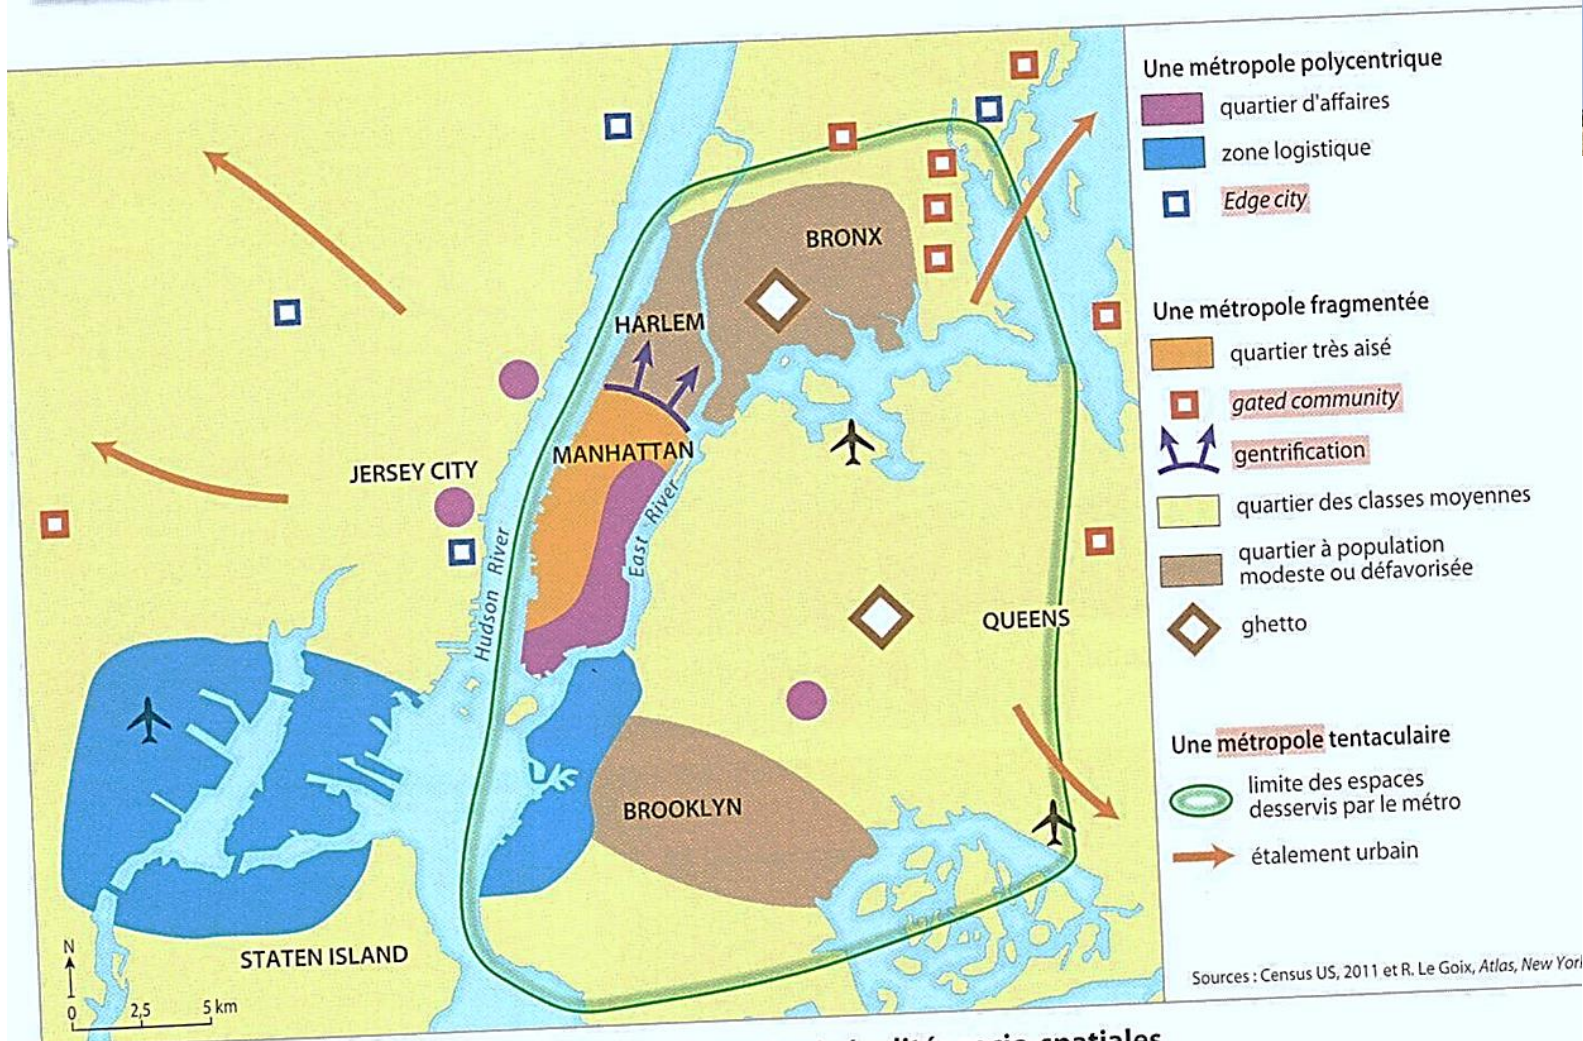 Une métropole polycentrique
quartier d'affaires
zone logistique
Edge city
Une métropole fragmentée
quartier très aisé
gated community
gentrification
quartier des classes moyennes
quartier à population
modeste ou défavorisée
ghetto
Une métropole tentaculaire
limite des espaces
desservis par le métro
étalement urbain
Sources : Census US, 2011 et R. Le Goix, Atlas, New York
BRONX
HARLEM
MANHATTAN
JERSEY CITY
Hudson River
East River
QUEENS
BROOKLYN
STATEN ISLAND
N
0 2,5 5 km
socio-spatiales